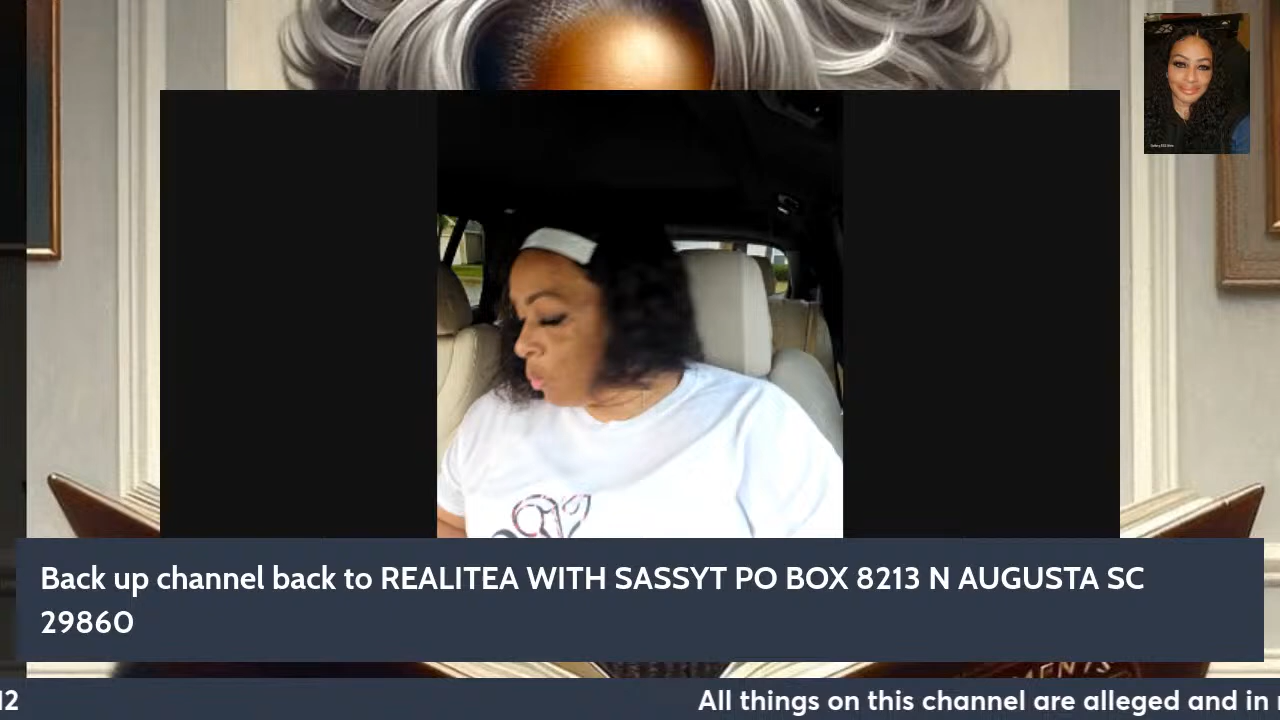 Back up channel back to REALITEA WITH SASSYT PO BOX 8213 N AUGUSTA SC
29860
12
All things on this channel are alleged and in